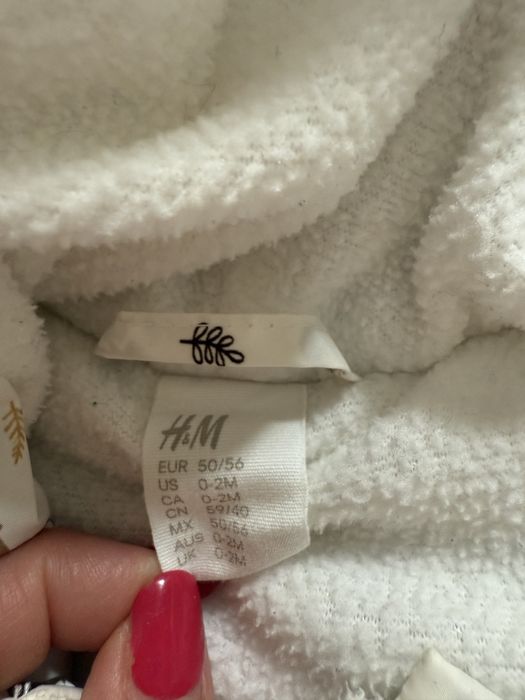 H&M
EUR 50/56
US 0-2M
CA 0-2M
CN 59/40
MX 50/56
AUS 0-2M
UK 0-2M